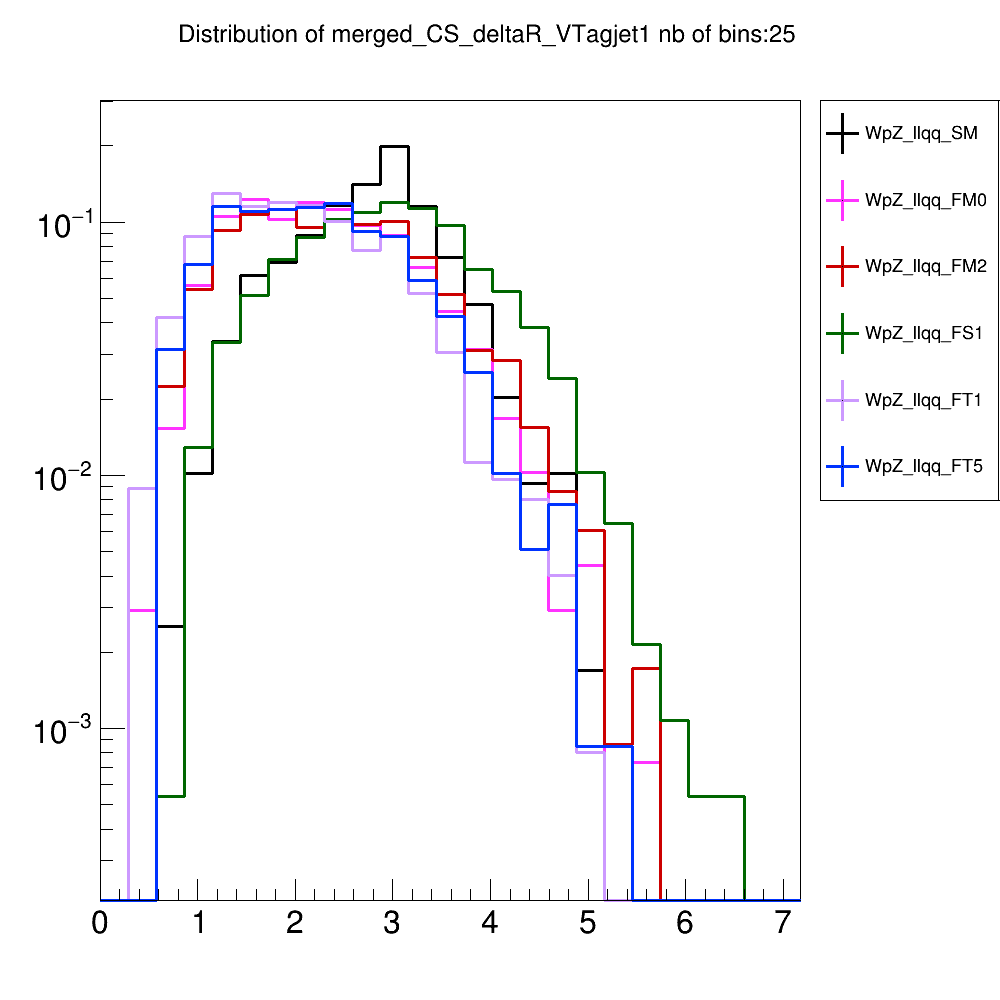 Distribution of merged_CS_deltaR_VTagjet1 nb of bins:25
10−1
10−2
10−3
0 1 2 3 4 5 6 7
WpZ_llqq_SM
WpZ_llqq_FM0
WpZ_llqq_FM2
WpZ_llqq_FS1
WpZ_llqq_FT1
WpZ_llqq_FT5